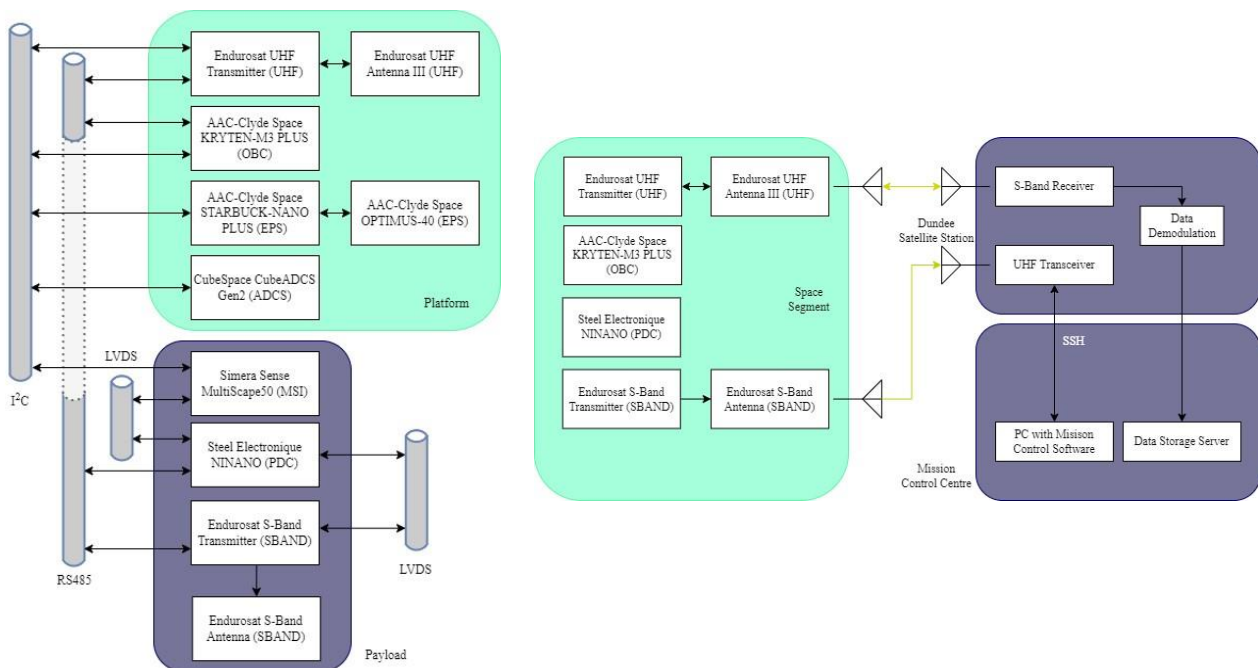 Endurosat UHF
Transmitter (UHF)
Endurosat UHF
Antenna III (UHF)
AAC-Clyde Space
KRYTEN-M3 PLUS
(OBC)
AAC-Clyde Space
STARBUCK-NANO
PLUS (EPS)
AAC-Clyde Space
OPTIMUS-40 (EPS)
CubeSpace CubeADCS
Gen2 (ADCS)
Platform
I²C
RS485
LVDS
Simera Sense
MultiScape50 (MSI)
Steel Electronique
NINANO (PDC)
Endurosat S-Band
Transmitter (SBAND)
LVDS
Endurosat S-Band
Antenna (SBAND)
Payload
Endurosat UHF
Transmitter (UHF)
Endurosat UHF
Antenna III (UHF)
AAC-Clyde Space
KRYTEN-M3 PLUS
(OBC)
Steel Electronique
NINANO (PDC)
Space
Segment
Endurosat S-Band
Transmitter (SBAND)
Endurosat S-Band
Antenna (SBAND)
Dundee
Satellite Station
S-Band Receiver
Data
Demodulation
UHF Transceiver
SSH
PC with Misison
Control Software
Data Storage Server
Mission
Control Centre